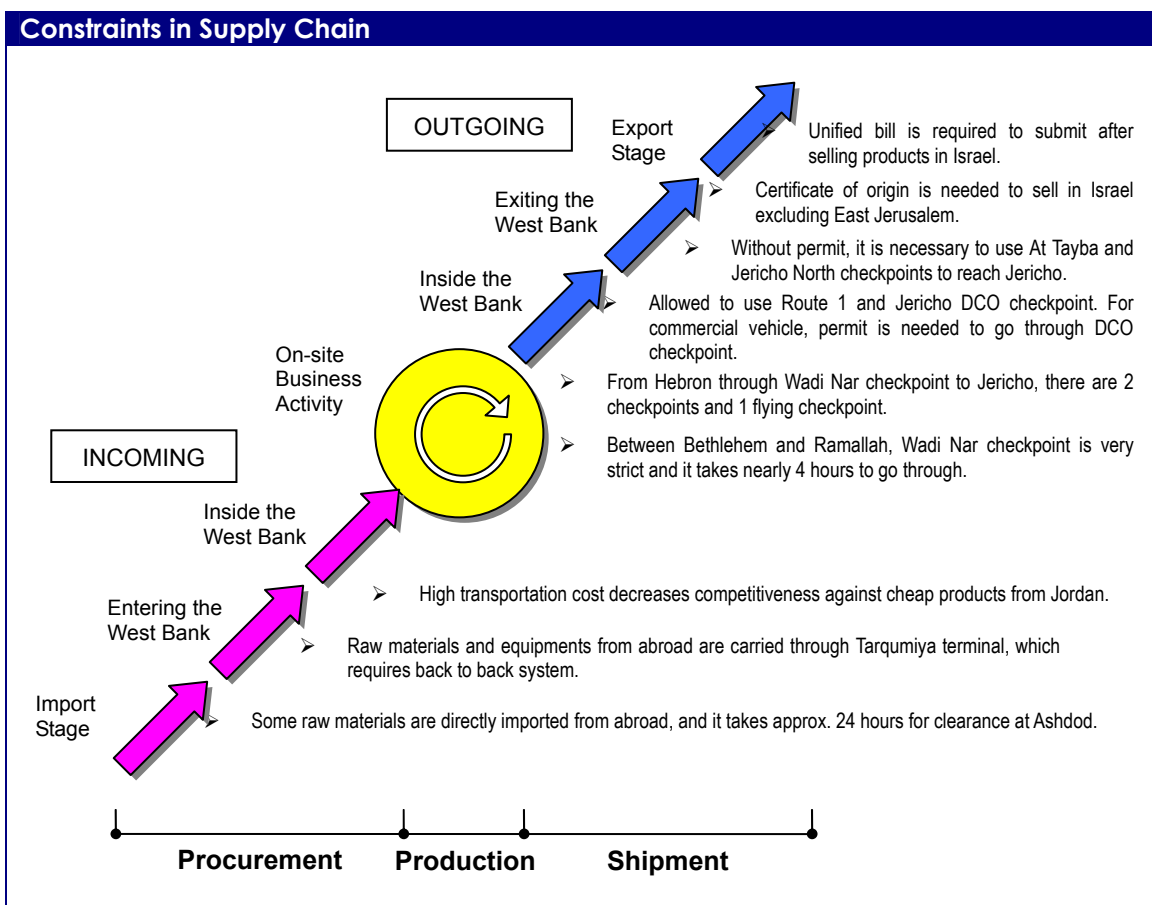 Constraints in Supply Chain
OUTGOING
Export
Stage
Unified bill is required to submit after
selling products in Israel.
Exiting the
West Bank
Certificate of origin is needed to sell in Israel
excluding East Jerusalem.
Without permit, it is necessary to use At Tayba and
Jericho North checkpoints to reach Jericho.
Inside the
West Bank
Allowed to use Route 1 and Jericho DCO checkpoint. For
commercial vehicle, permit is needed to go through DCO
checkpoint.
On-site
Business
Activity
From Hebron through Wadi Nar checkpoint to Jericho, there are 2
checkpoints and 1 flying checkpoint.
INCOMING
Between Bethlehem and Ramallah, Wadi Nar checkpoint is very
strict and it takes nearly 4 hours to go through.
Inside the
West Bank
High transportation cost decreases competitiveness against cheap products from Jordan.
Entering the
West Bank
Raw materials and equipments from abroad are carried through Tarqumiya terminal, which
requires back to back system.
Import
Stage
Some raw materials are directly imported from abroad, and it takes approx. 24 hours for clearance at Ashdod.
Procurement
Production
Shipment